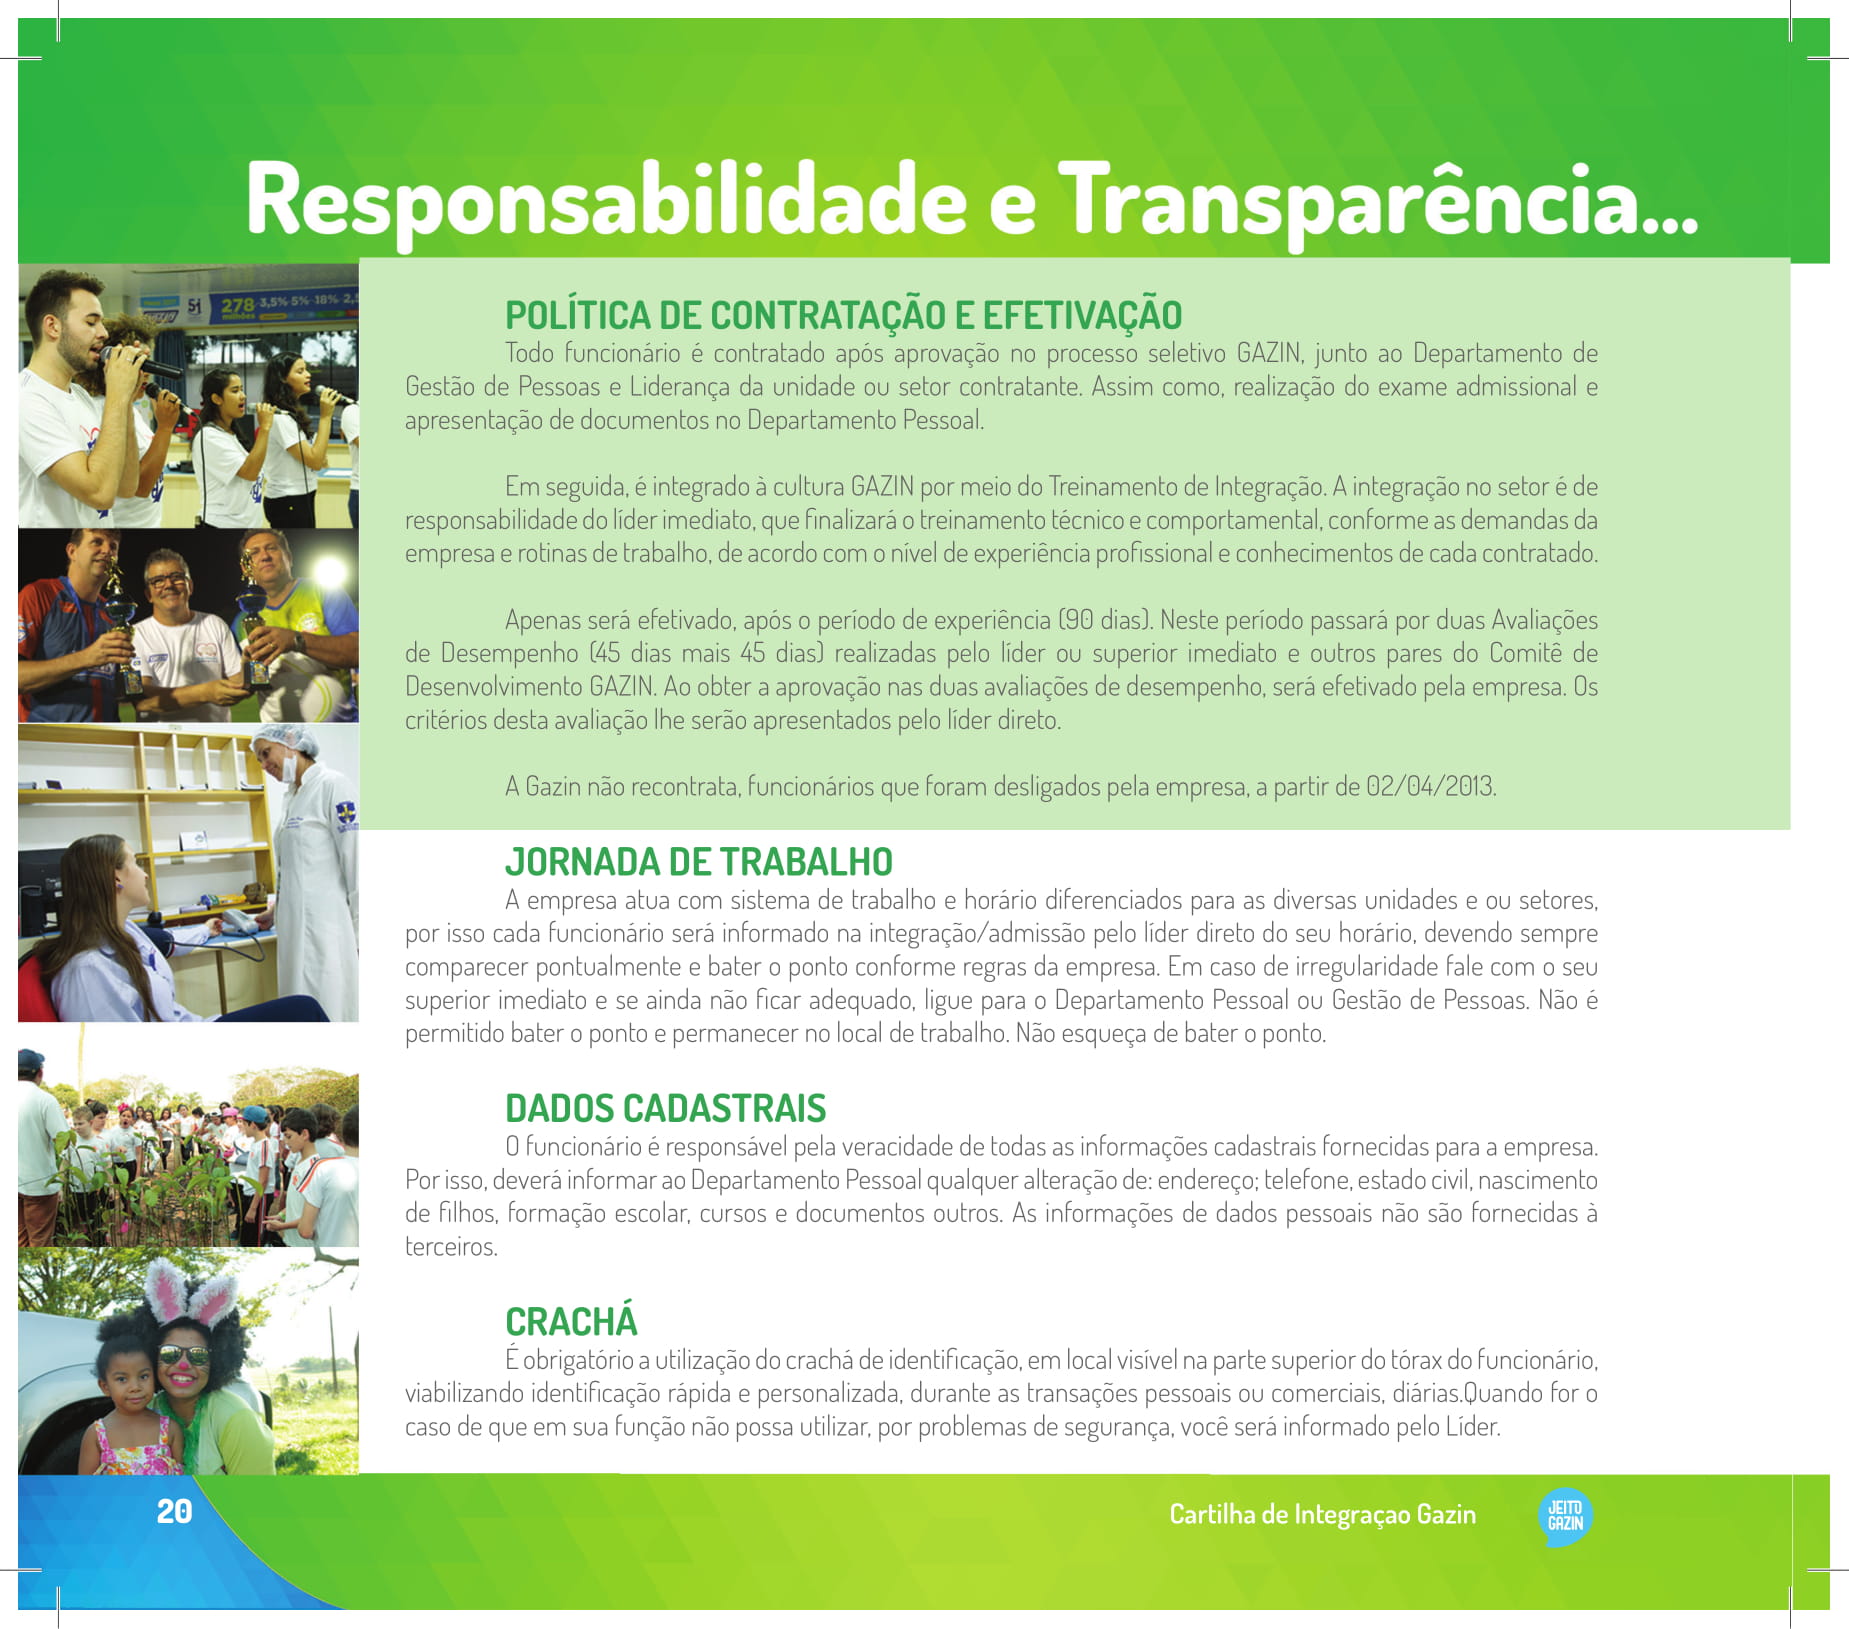 Responsabilidade e Transparência...
51
278 3,5% 5% 18% 2,5
milhões
POLÍTICA DE CONTRATAÇÃO E EFETIVAÇÃO
Todo funcionário é contratado após aprovação no processo seletivo GAZIN, junto ao Departamento de
Gestão de Pessoas e Liderança da unidade ou setor contratante. Assim como, realização do exame admissional e
apresentação de documentos no Departamento Pessoal.
Em seguida, é integrado à cultura GAZIN por meio do Treinamento de Integração. A integração no setor é de
responsabilidade do líder imediato, que finalizará o treinamento técnico e comportamental, conforme as demandas da
empresa e rotinas de trabalho, de acordo com o nível de experiência profissional e conhecimentos de cada contratado.
Apenas será efetivado, após o período de experiência (90 dias). Neste período passará por duas Avaliações
de Desempenho (45 dias mais 45 dias) realizadas pelo líder ou superior imediato e outros pares do Comitê de
Desenvolvimento GAZIN. Ao obter a aprovação nas duas avaliações de desempenho, será efetivado pela empresa. Os
critérios desta avaliação lhe serão apresentados pelo líder direto.
A Gazin não recontrata, funcionários que foram desligados pela empresa, a partir de 02/04/2013.
JORNADA DE TRABALHO
A empresa atua com sistema de trabalho e horário diferenciados para as diversas unidades e ou setores,
por isso cada funcionário será informado na integração/admissão pelo líder direto do seu horário, devendo sempre
comparecer pontualmente e bater o ponto conforme regras da empresa. Em caso de irregularidade fale com o seu
superior imediato e se ainda não ficar adequado, ligue para o Departamento Pessoal ou Gestão de Pessoas. Não é
permitido bater o ponto e permanecer no local de trabalho. Não esqueça de bater o ponto.
DADOS CADASTRAIS
O funcionário é responsável pela veracidade de todas as informações cadastrais fornecidas para a empresa.
Por isso, deverá informar ao Departamento Pessoal qualquer alteração de: endereço; telefone, estado civil, nascimento
de filhos, formação escolar, cursos e documentos outros. As informações de dados pessoais não são fornecidas à
terceiros.
CRACHÁ
É obrigatório a utilização do crachá de identificação, em local visível na parte superior do tórax do funcionário,
viabilizando identificação rápida e personalizada, durante as transações pessoais ou comerciais, diárias.Quando for o
caso de que em sua função não possa utilizar, por problemas de segurança, você será informado pelo Líder.
20
Cartilha de Integraçao Gazin
JEITO
GAZIN